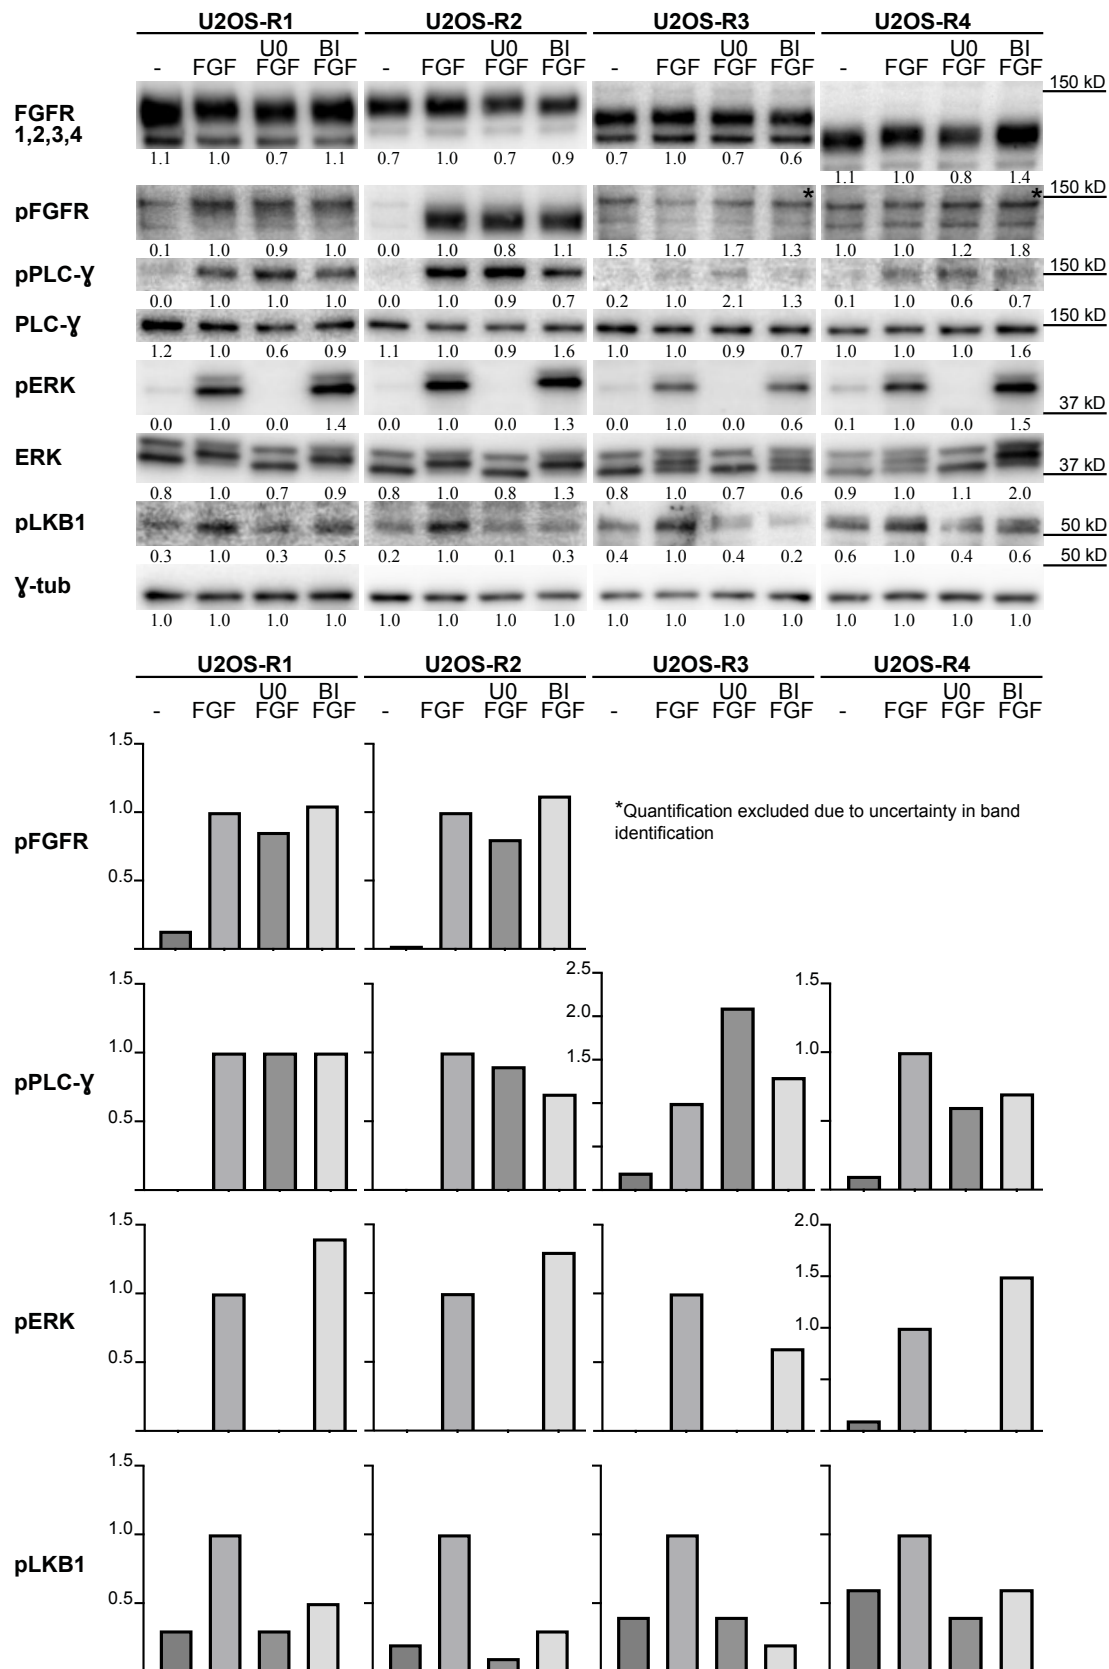 U2OS-R1 U2OS-R2 U2OS-R3 U2OS-R4
U0 BI U0 BI U0 BI U0 BI
- FGF FGF FGF - FGF FGF FGF - FGF FGF FGF - FGF FGF FGF
150 kD
FGFR
1,2,3,4
1.1 1.0 0.7 1.1 0.7 1.0 0.7 0.9 0.7 1.0 0.7 0.6 1.1 1.0 0.8 1.4
* * 150 kD
pFGFR
0.1 1.0 0.9 1.0 0.0 1.0 0.8 1.1 1.5 1.0 1.7 1.3 1.0 1.0 1.2 1.8
pPLC-Ɣ 150 kD
0.0 1.0 1.0 1.0 0.0 1.0 0.9 0.7 0.2 1.0 2.1 1.3 0.1 1.0 0.6 0.7
PLC-Ɣ 150 kD
1.2 1.0 0.6 0.9 1.1 1.0 0.9 1.6 1.0 1.0 0.9 0.7 1.0 1.0 1.0 1.6
pERK 37 kD
0.0 1.0 0.0 1.4 0.0 1.0 0.0 1.3 0.0 1.0 0.0 0.6 0.1 1.0 0.0 1.5
ERK 37 kD
0.8 1.0 0.7 0.9 0.8 1.0 0.8 1.3 0.8 1.0 0.7 0.6 0.9 1.0 1.1 2.0
pLKB1 50 kD
0.3 1.0 0.3 0.5 0.2 1.0 0.1 0.3 0.4 1.0 0.4 0.2 0.6 1.0 0.4 0.6
50 kD
Ɣ-tub
1.0 1.0 1.0 1.0 1.0 1.0 1.0 1.0 1.0 1.0 1.0 1.0 1.0 1.0 1.0 1.0
U2OS-R1 U2OS-R2 U2OS-R3 U2OS-R4
U0 BI U0 BI U0 BI U0 BI
- FGF FGF FGF - FGF FGF FGF - FGF FGF FGF - FGF FGF FGF
1.5
1.0
pFGFR
0.5
*Quantification excluded due to uncertainty in band
identification
2.5
1.5 1.5
2.0
1.0 1.5 1.0
pPLC-Ɣ
0.5
1.5 2.0
1.5
1.0 1.0
pERK
0.5
1.5
1.0
pLKB1
0.5